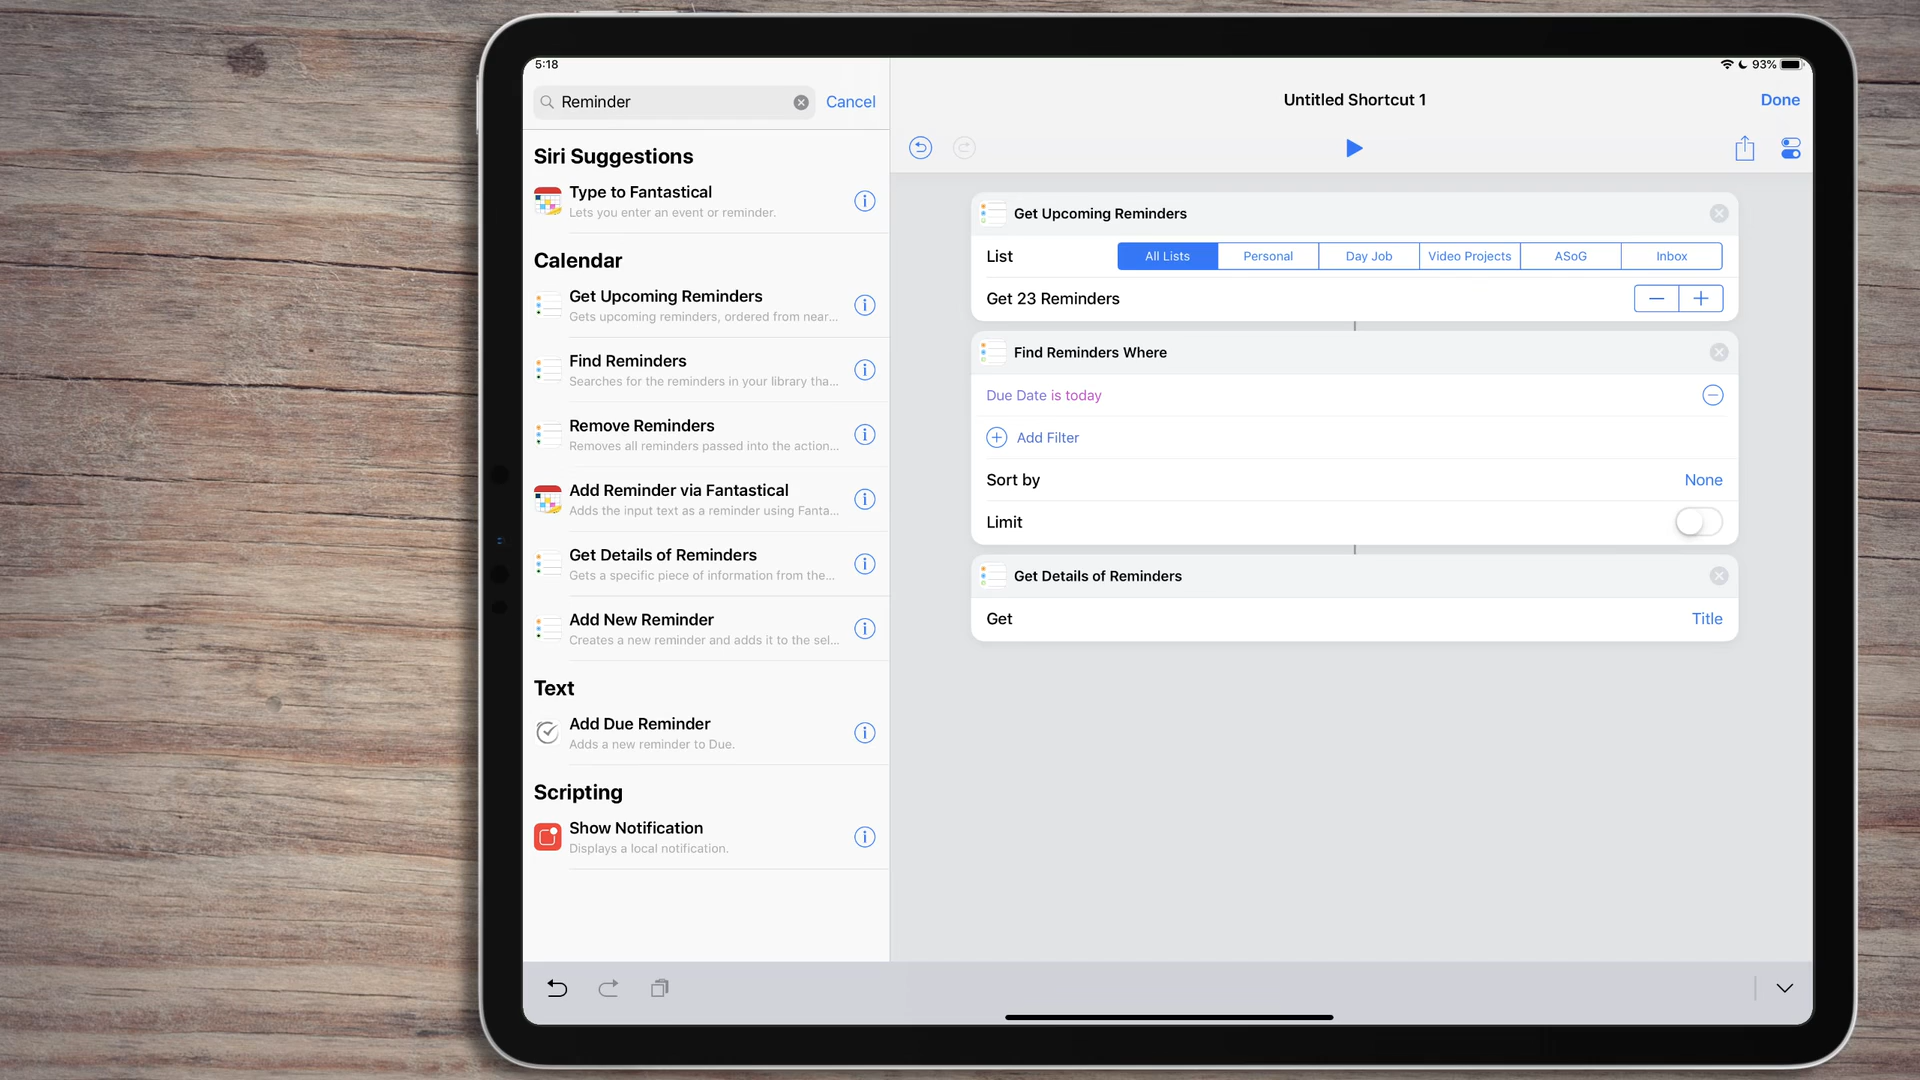 5:18
93%
Reminder
Cancel
Siri Suggestions
Type to Fantastical
Lets you enter an event or reminder.
Calendar
Get Upcoming Reminders
Gets upcoming reminders, ordered from near...
Find Reminders
Searches for the reminders in your library tha...
Remove Reminders
Removes all reminders passed into the action...
Add Reminder via Fantastical
Adds the input text as a reminder using Fanta...
Get Details of Reminders
Gets a specific piece of information from the...
Add New Reminder
Creates a new reminder and adds it to the sel...
Text
Add Due Reminder
Adds a new reminder to Due.
Scripting
Show Notification
Displays a local notification.
Untitled Shortcut 1
Done
Get Upcoming Reminders
List
All Lists Personal Day Job Video Projects ASoG Inbox
Get 23 Reminders
Find Reminders Where
Due Date is today
Add Filter
Sort by None
Limit
Get Details of Reminders
Get Title